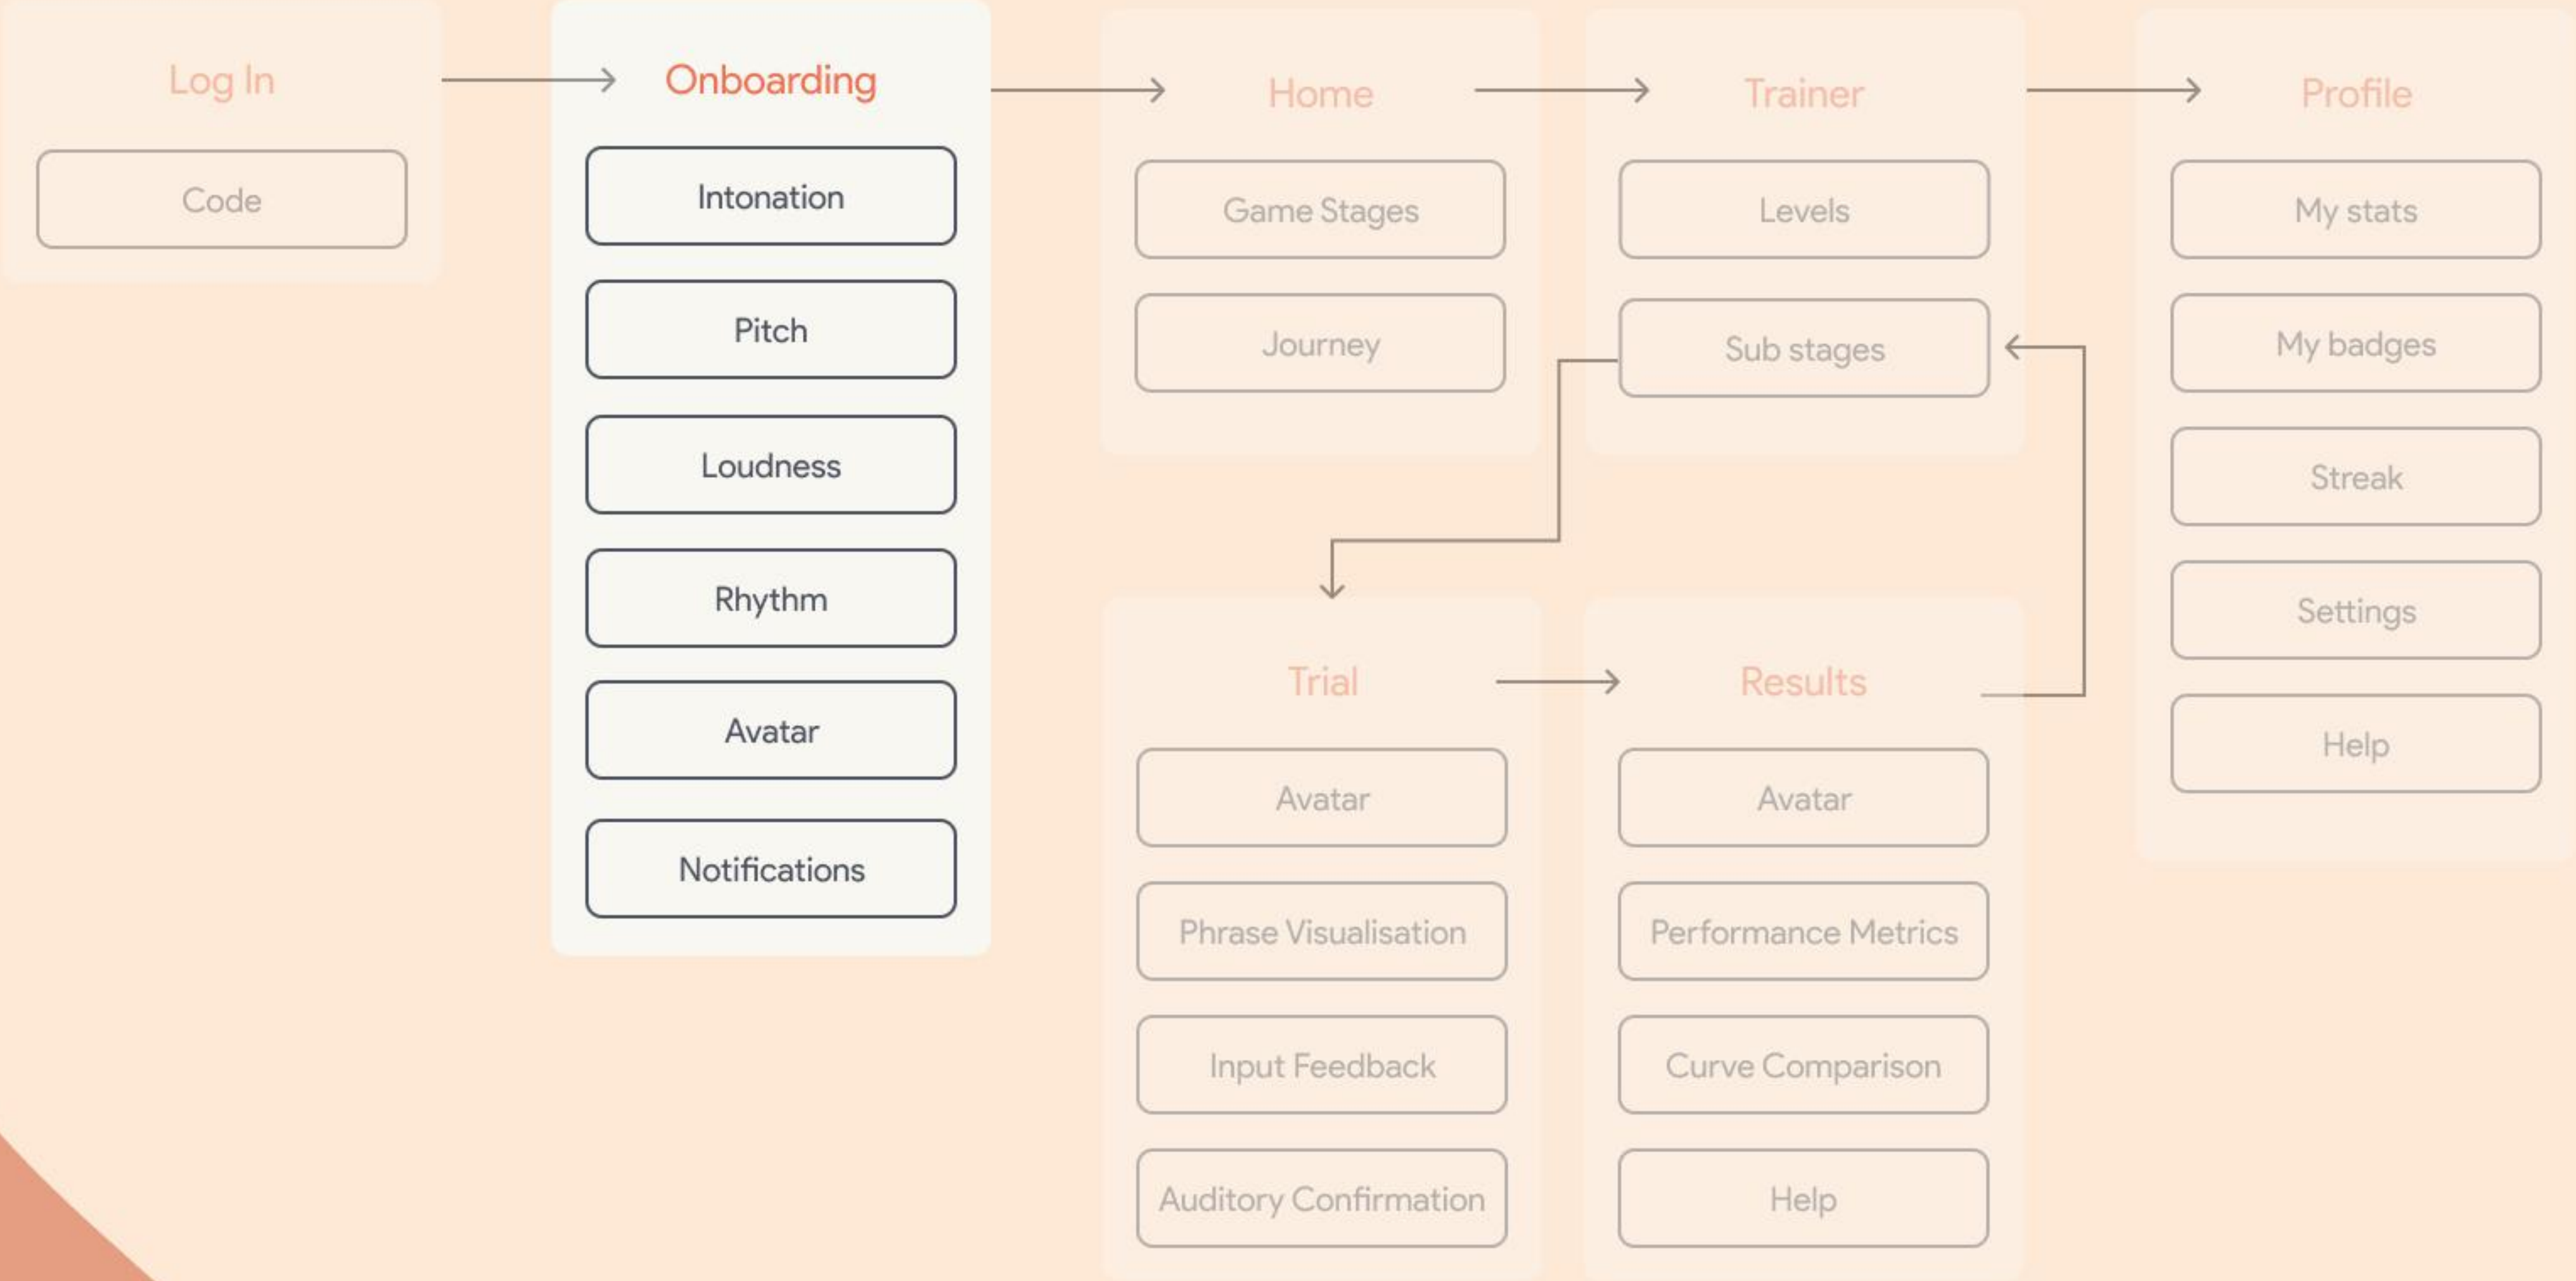 Log In
Code
Onboarding
Intonation
Pitch
Loudness
Rhythm
Avatar
Notifications
Home
Game Stages
Journey
Trainer
Levels
Sub stages
Profile
My stats
My badges
Streak
Settings
Help
Trial
Avatar
Phrase Visualisation
Input Feedback
Auditory Confirmation
Results
Avatar
Performance Metrics
Curve Comparison
Help